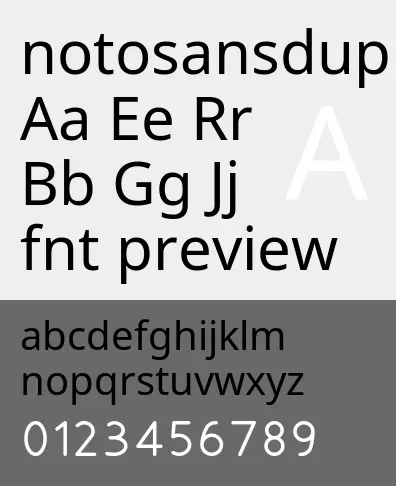 notosansdup
Aa Ee Rr
A
Bb Gg Jj
fnt preview
abcdefghijklm
nopqrstuvwxyz
0123456789